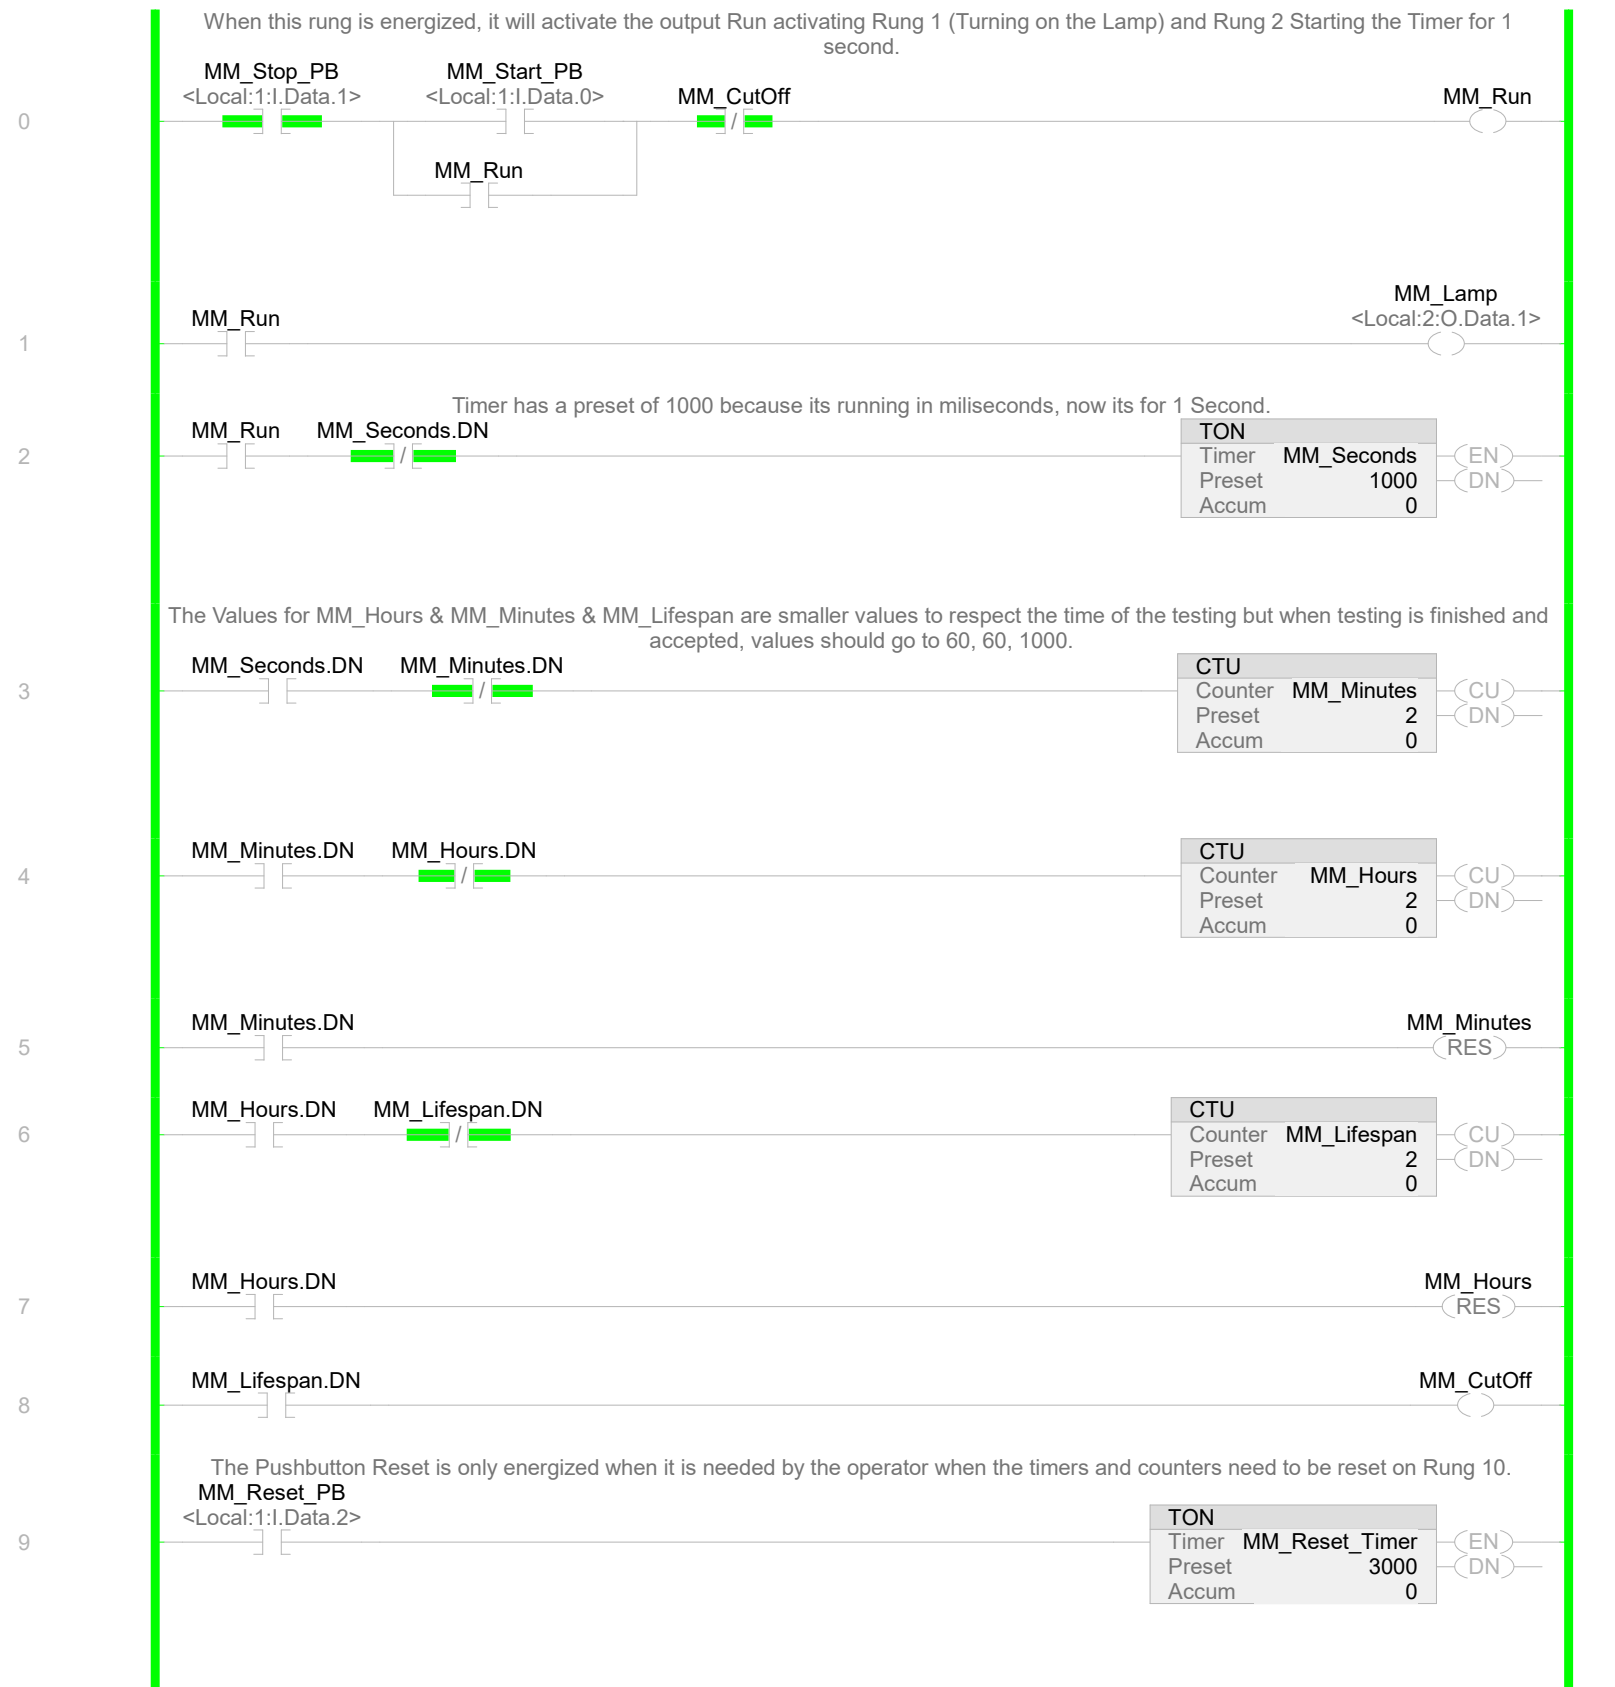 When this rung is energized, it will activate the output Run activating Rung 1 (Turning on the Lamp) and Rung 2 Starting the Timer for 1
second.
MM_Stop_PB MM_Start_PB
<Local:1:I.Data.1> <Local:1:I.Data.0> MM_CutOff MM_Run
0 /
MM_Run
MM_Lamp
MM_Run <Local:2:O.Data.1>
1
Timer has a preset of 1000 because its running in miliseconds, now its for 1 Second.
MM_Run MM_Seconds.DN TON
2 / Timer MM_Seconds EN
Preset 1000 DN
Accum 0
The Values for MM_Hours & MM_Minutes & MM_Lifespan are smaller values to respect the time of the testing but when testing is finished and
accepted, values should go to 60, 60, 1000.
MM_Seconds.DN MM_Minutes.DN CTU
3 / Counter MM_Minutes CU
Preset 2 DN
Accum 0
MM_Minutes.DN MM_Hours.DN CTU
4 / Counter MM_Hours CU
Preset 2 DN
Accum 0
MM_Minutes.DN MM_Minutes
5 RES
MM_Hours.DN MM_Lifespan.DN CTU
6 / Counter MM_Lifespan CU
Preset 2 DN
Accum 0
MM_Hours.DN MM_Hours
7 RES
MM_Lifespan.DN MM_CutOff
8
The Pushbutton Reset is only energized when it is needed by the operator when the timers and counters need to be reset on Rung 10.
MM_Reset_PB
<Local:1:I.Data.2> TON
9 Timer MM_Reset_Timer EN
Preset 3000 DN
Accum 0